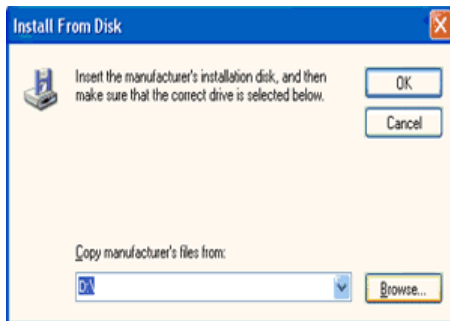 Install From Disk
Insert the manufacturer's installation disk, and then
make sure that the correct drive is selected below.
OK
Cancel
Copy manufacturer's files from:
D:\
Browse...